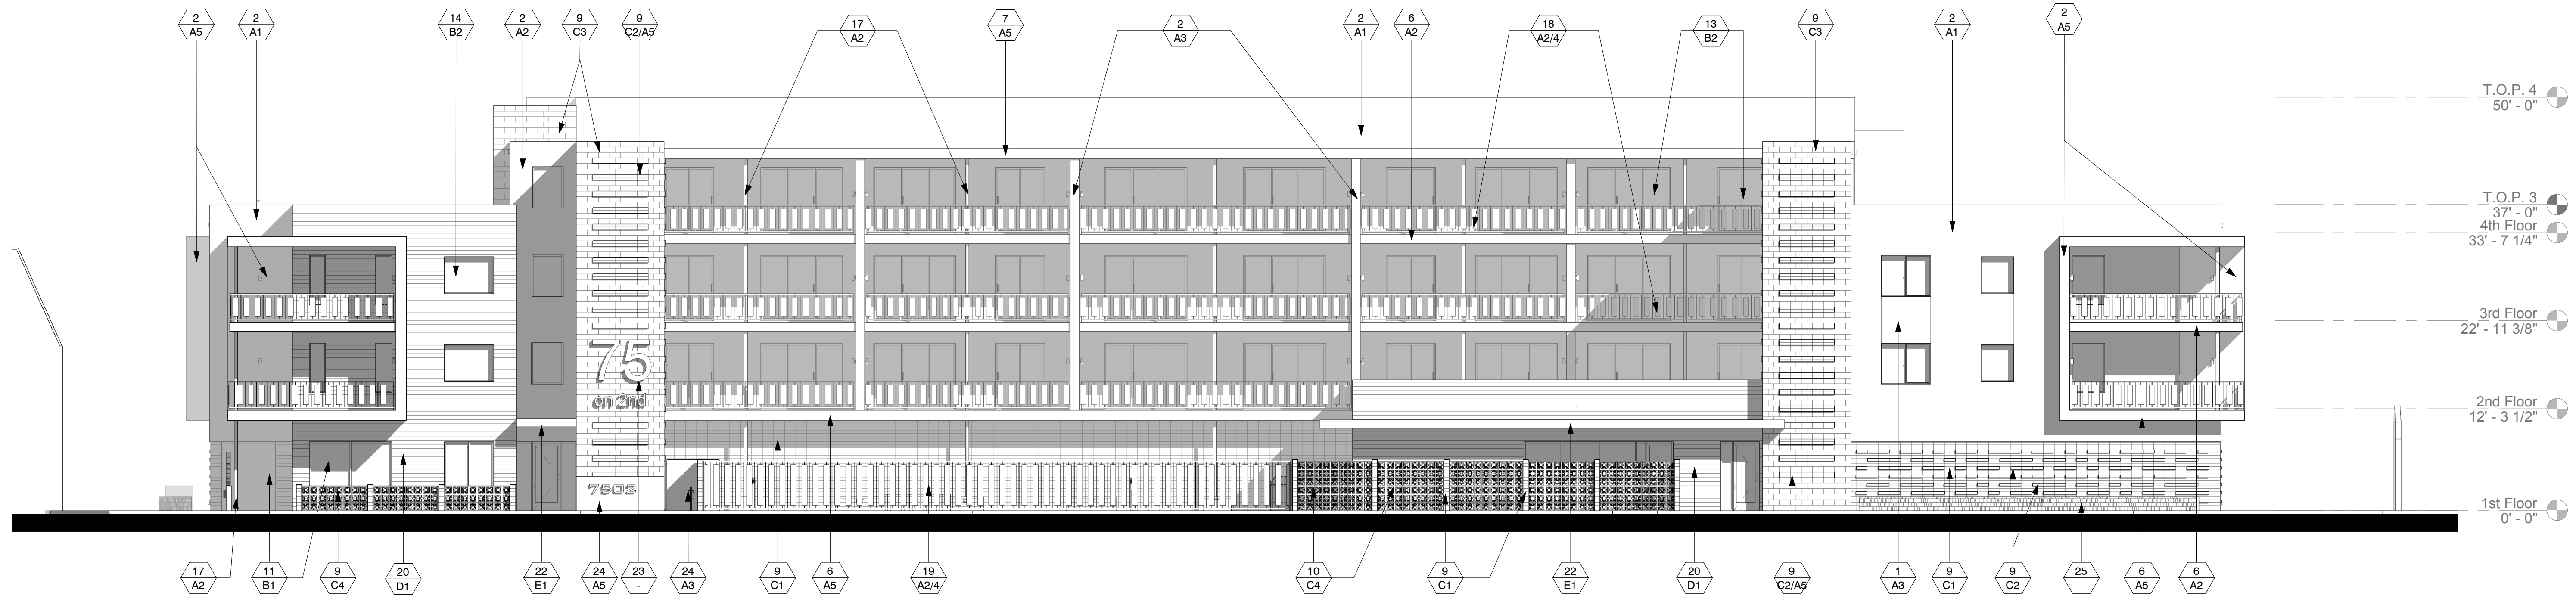 2
A5
2
A1
14
B2
2
A2
9
C3
9
C2/A5
17
A2
7
A5
2
A3
2
A1
6
A2
18
A2/4
13
B2
9
C3
2
A1
2
A5
T.O.P. 4
50' - 0"
T.O.P. 3
37' - 0"
4th Floor
33' - 7 1/4"
3rd Floor
22' - 11 3/8"
2nd Floor
12' - 3 1/2"
1st Floor
0' - 0"
75
on 2nd
7502
17
A2
11
B1
9
C4
20
D1
22
E1
24
A5
23
-
24
A3
9
C1
6
A5
19
A2/4
10
C4
9
C1
22
E1
20
D1
9
C2/A5
1
A3
9
C1
9
C2
25
6
A5
6
A2